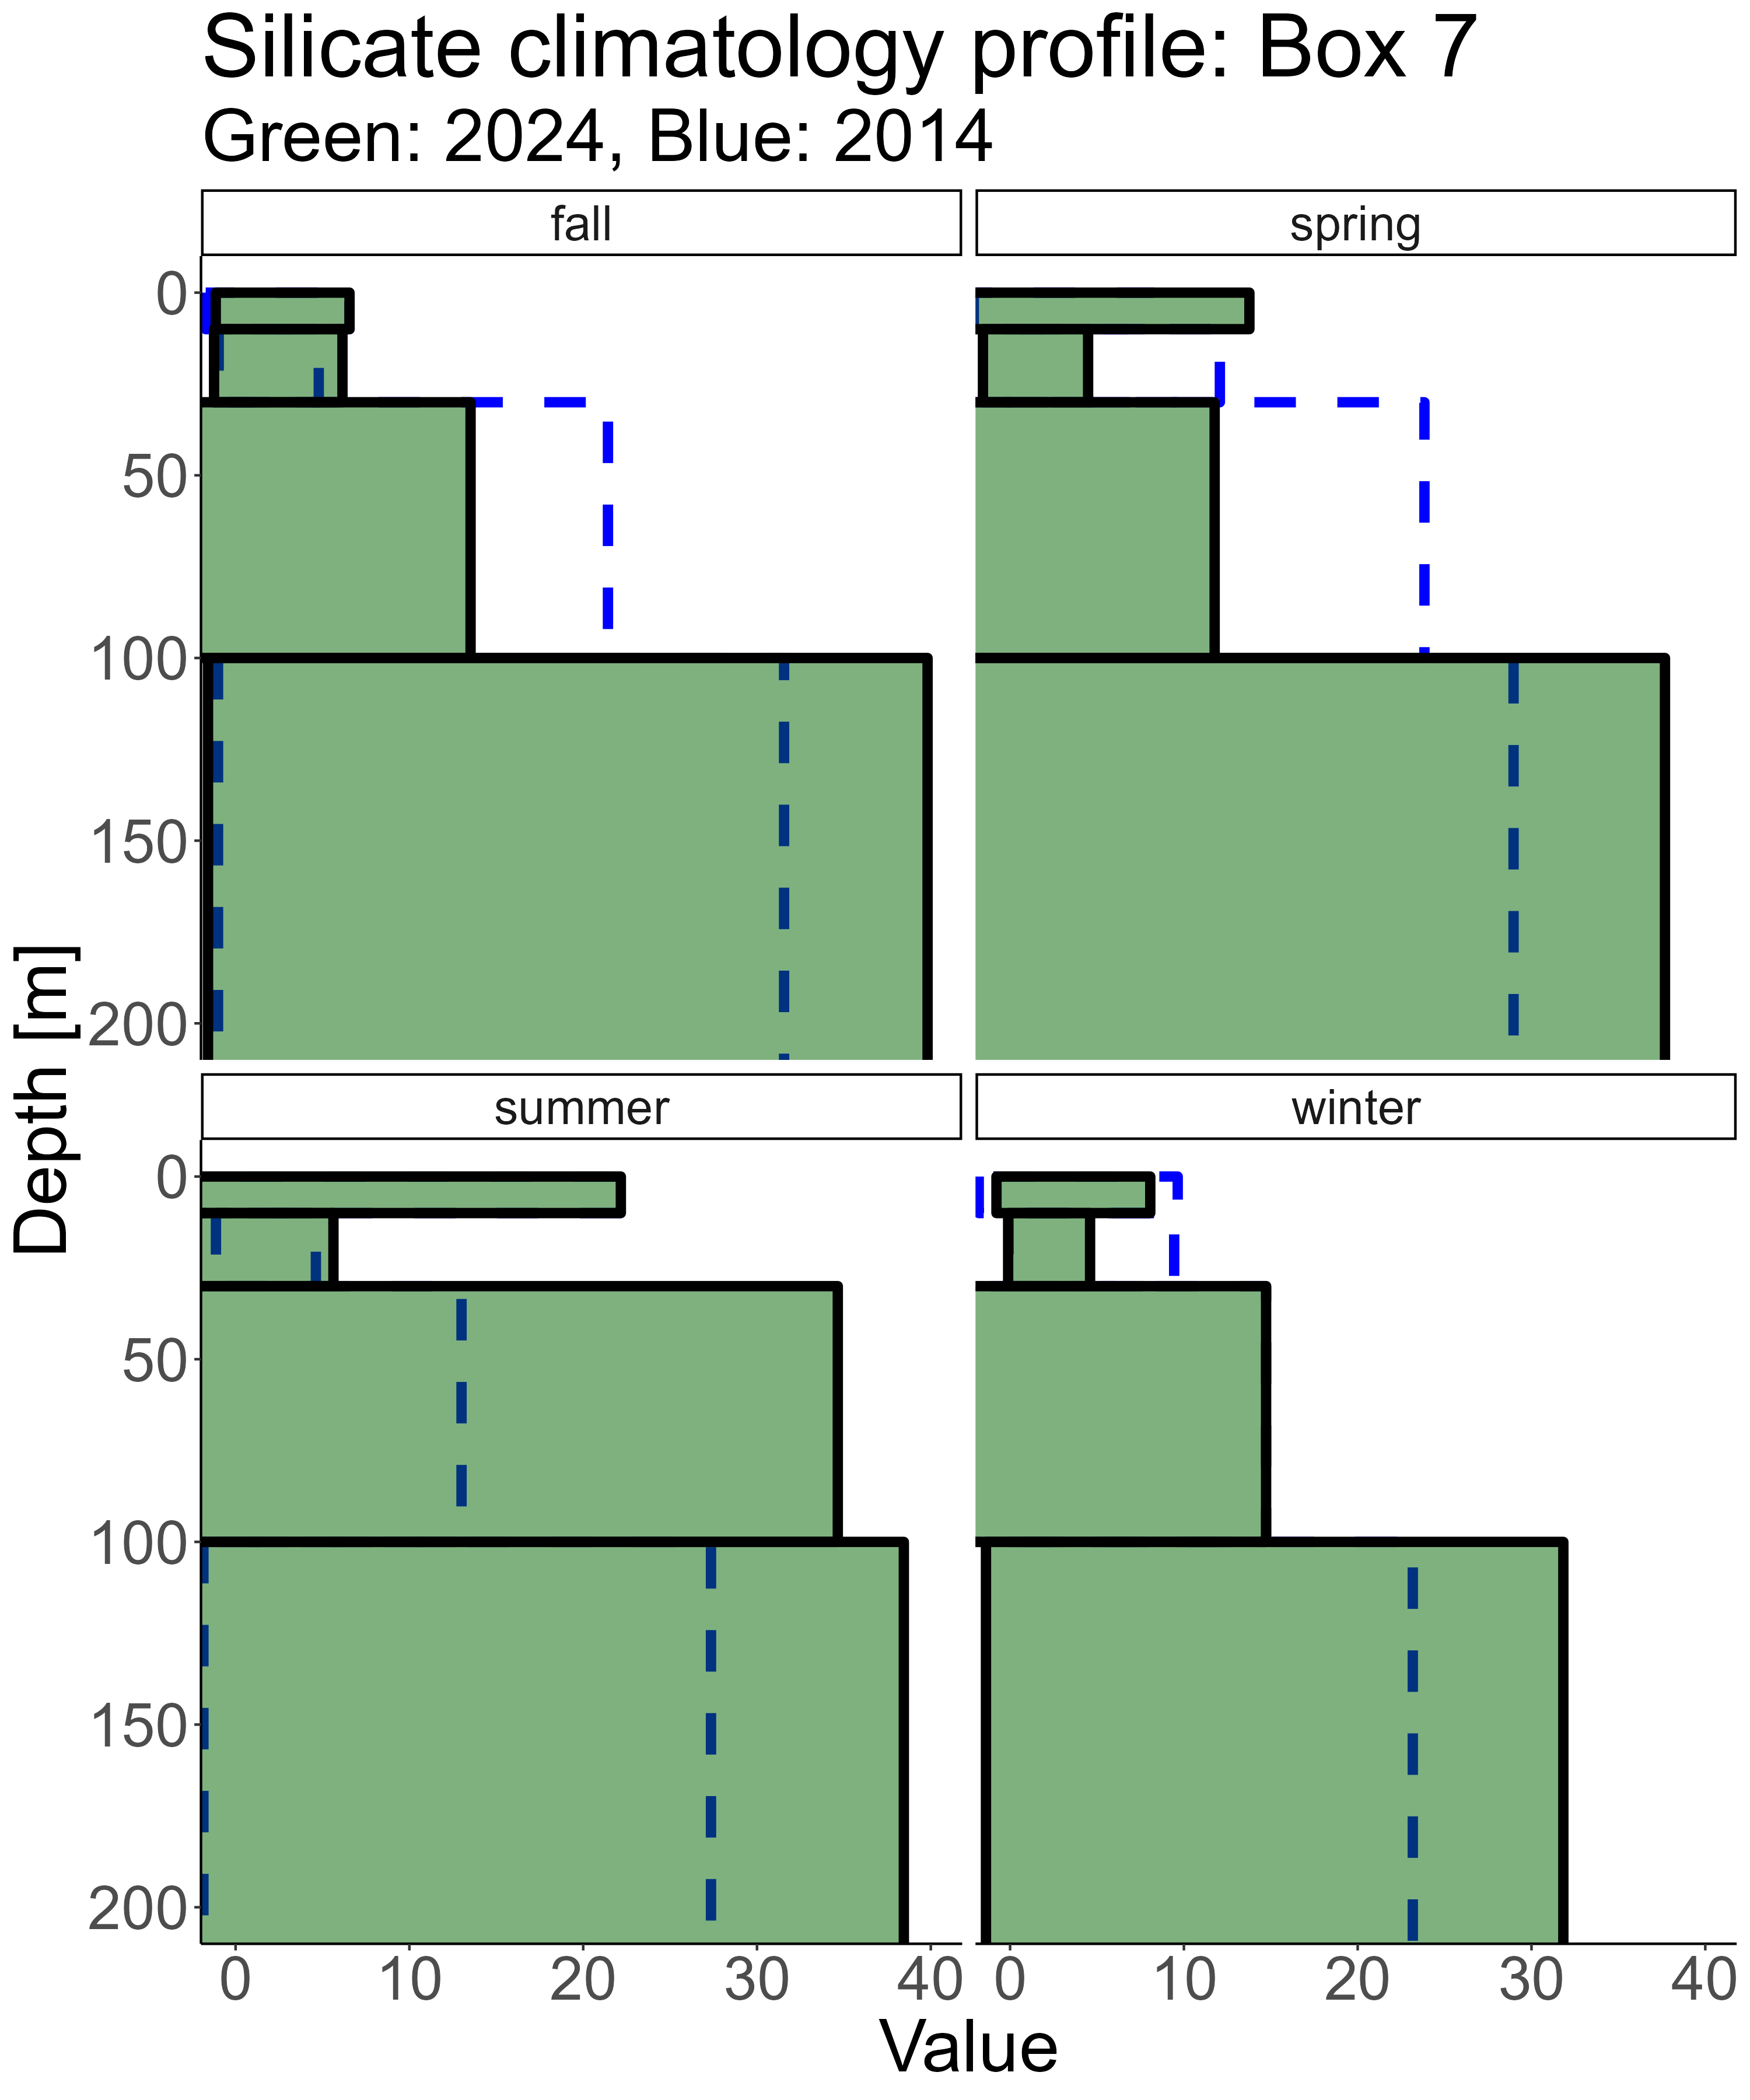 Silicate climatology profile: Box 7
Green: 2024, Blue: 2014
fall
spring
0
50
100
150
200
summer
winter
0
50
100
150
200
0 10 20 30 40
0 10 20 30 40
Depth [m]
Value